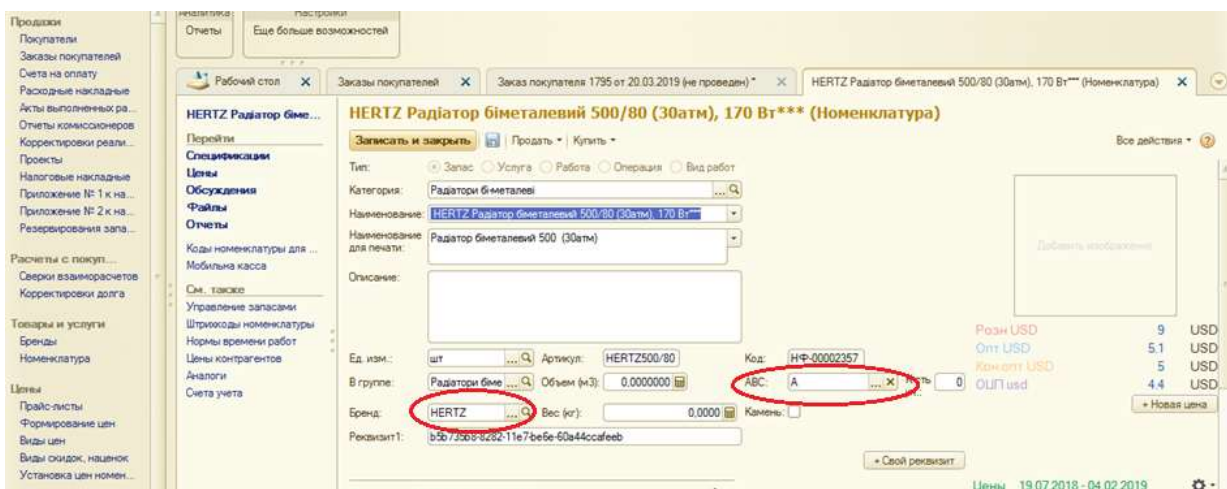 Продажи
Покупатели
Заказы покупателей
Счета на оплату
Расходные накладные
Акты выполненных ра...
Отчеты комиссионеров
Корректировки реали...
Проекты
Налоговые накладные
Приложение № 1 к на...
Приложение № 2 к на...
Резервирования запа...
Расчеты с покуп...
Сверки взаиморасчетов
Корректировки долга
Товары и услуги
Бренды
Номенклатура
Цены
Прайс-листы
Формирование цен
Виды цен
Виды скидок, наценок
Установка цен номен...
Аналитика
Настройки
Отчеты
Еще больше возможностей
Рабочий стол
Заказы покупателей
Заказ покупателя 1795 от 20.03.2019 (не проведен) *
HERTZ Радіатор біметалевий 500/80 (30атм), 170 Вт*** (Номенклатура)
HERTZ Радіатор біме...
Перейти
Спецификации
Цены
Обсуждения
Файлы
Отчеты
Коды номенклатуры для ...
Мобильна касса
См. также
Управление запасами
Штрихкоды номенклатуры
Нормы времени работ
Цены контрагентов
Аналоги
Счета учета
HERTZ Радіатор біметалевий 500/80 (30атм), 170 Вт*** (Номенклатура)
Записать и закрыть Продать Купить Все действия
Тип: Запас Услуга Работа Операция Вид работ
Категория: Радіатори бі-металеві
Наименование: HERTZ Радіатор біметалевий 500/80 (30атм), 170 Вт***
Наименование для печати: Радіатор біметалевий 500 (30атм)
Описание:
Добавить изображение
Ед. изм.: шт Артикул: HERTZ500/80 Код: НФ-00002357
В группе: Радіатори біме Объем (м3): 0,0000000 ABC: A 0
Бренд: HERTZ Вес (кг): 0,0000 Камень:
Реквизит1: b5b735b8-8282-11e7-be6e-60a44ccafeeb
+ Свой реквизит
Розн USD 9 USD
Опт USD 5,1 USD
Кон опт USD 5 USD
ОЦП usd 4,4 USD
+ Новая цена
Цены 19.07.2018 - 04.02.2019